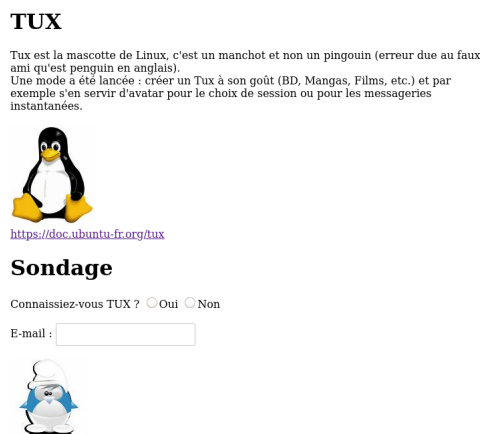 TUX
Tux est la mascotte de Linux, c'est un manchot et non un pingouin (erreur due au faux
ami qu'est penguin en anglais).
Une mode a été lancée : créer un Tux à son goût (BD, Mangas, Films, etc.) et par
exemple s'en servir d'avatar pour le choix de session ou pour les messageries
instantanées.
https://doc.ubuntu-fr.org/tux
Sondage
Connaissiez-vous TUX ? Oui Non
E-mail :